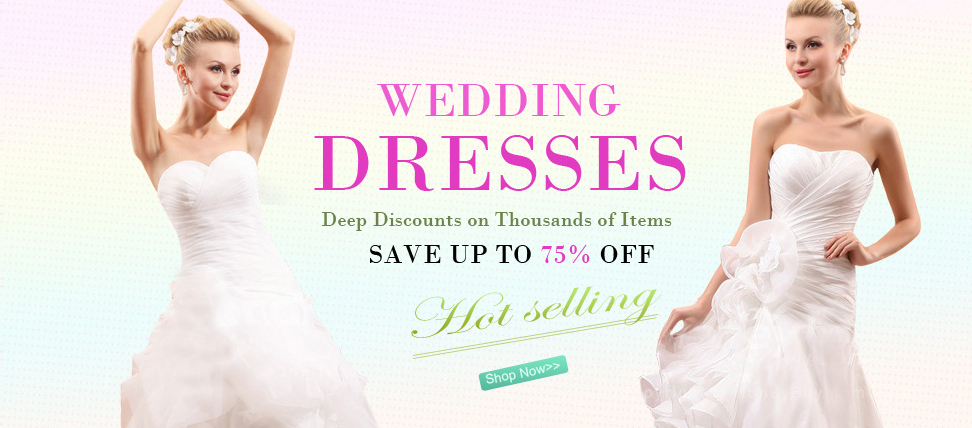 WEDDING
DRESSES
Deep Discounts on Thousands of Items
SAVE UP TO 75% OFF
Hot selling
Shop Now>>